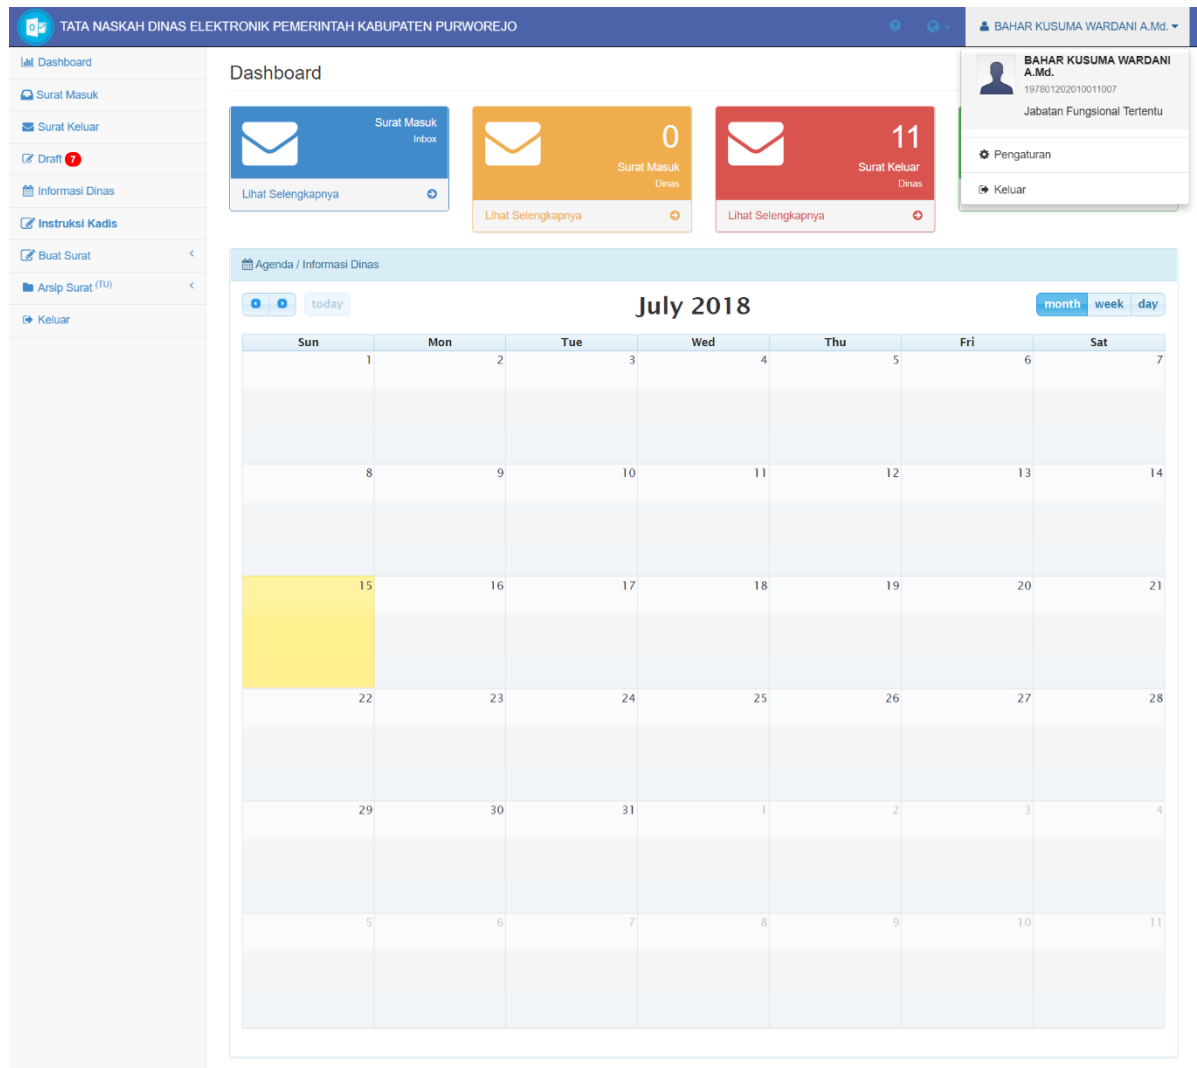 TATA NASKAH DINAS ELEKTRONIK PEMERINTAH KABUPATEN PURWOREJO
BAHAR KUSUMA WARDANI A.Md.
BAHAR KUSUMA WARDANI
A.Md.
197801202010011007
Jabatan Fungsional Tertentu
Pengaturan
Keluar
Dashboard
Surat Masuk
Surat Keluar
Draft 7
Informasi Dinas
Instruksi Kadis
Buat Surat
Arsip Surat (TU)
Keluar
Dashboard
Surat Masuk
Inbox
Lihat Selengkapnya
0
Surat Masuk
Dinas
Lihat Selengkapnya
11
Surat Keluar
Dinas
Lihat Selengkapnya
Agenda / Informasi Dinas
today
July 2018
month week day
Sun Mon Tue Wed Thu Fri Sat
1 2 3 4 5 6 7
8 9 10 11 12 13 14
15 16 17 18 19 20 21
22 23 24 25 26 27 28
29 30 31 1 2 3 4
5 6 7 8 9 10 11